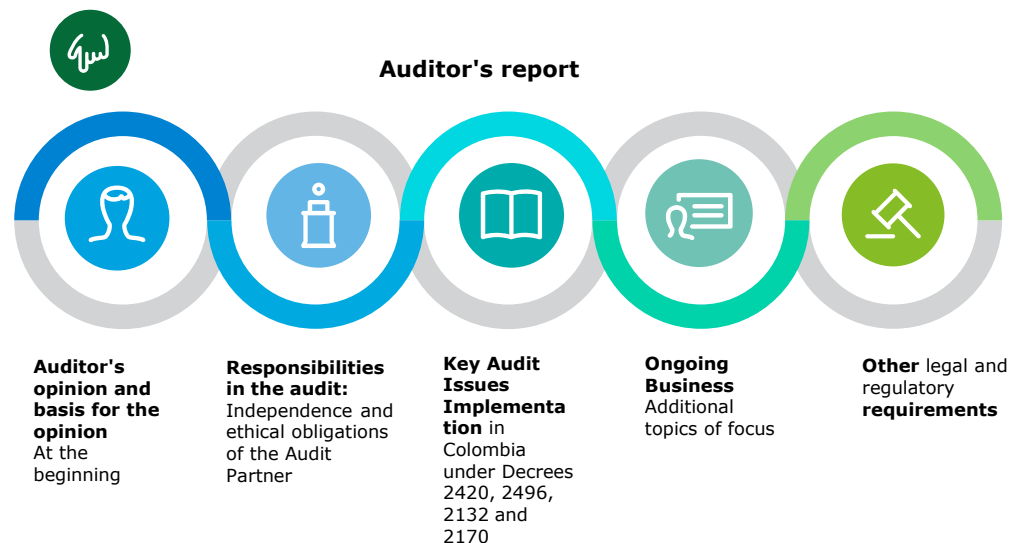 Auditor's report
Auditor's
opinion and
basis for the
opinion
At the
beginning
Responsibilities
in the audit:
Independence and
ethical obligations
of the Audit
Partner
Key Audit
Issues
Implementa
tion in
Colombia
under Decrees
2420, 2496,
2132 and
2170
Ongoing
Business
Additional
topics of focus
Other legal and
regulatory
requirements